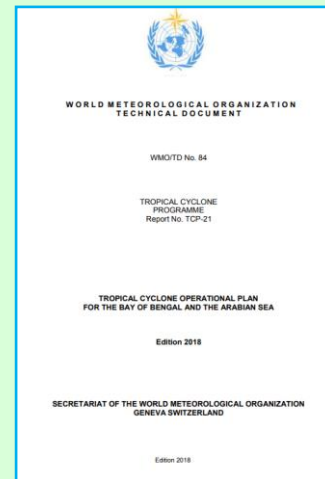 WORLD METEOROLOGICAL ORGANIZATION
TECHNICAL DOCUMENT
WMO/TD No. 84
TROPICAL CYCLONE
PROGRAMME
Report No. TCP-21
TROPICAL CYCLONE OPERATIONAL PLAN
FOR THE BAY OF BENGAL AND THE ARABIAN SEA
Edition 2018
SECRETARIAT OF THE WORLD METEOROLOGICAL ORGANIZATION
GENEVA SWITZERLAND
Edition 2018